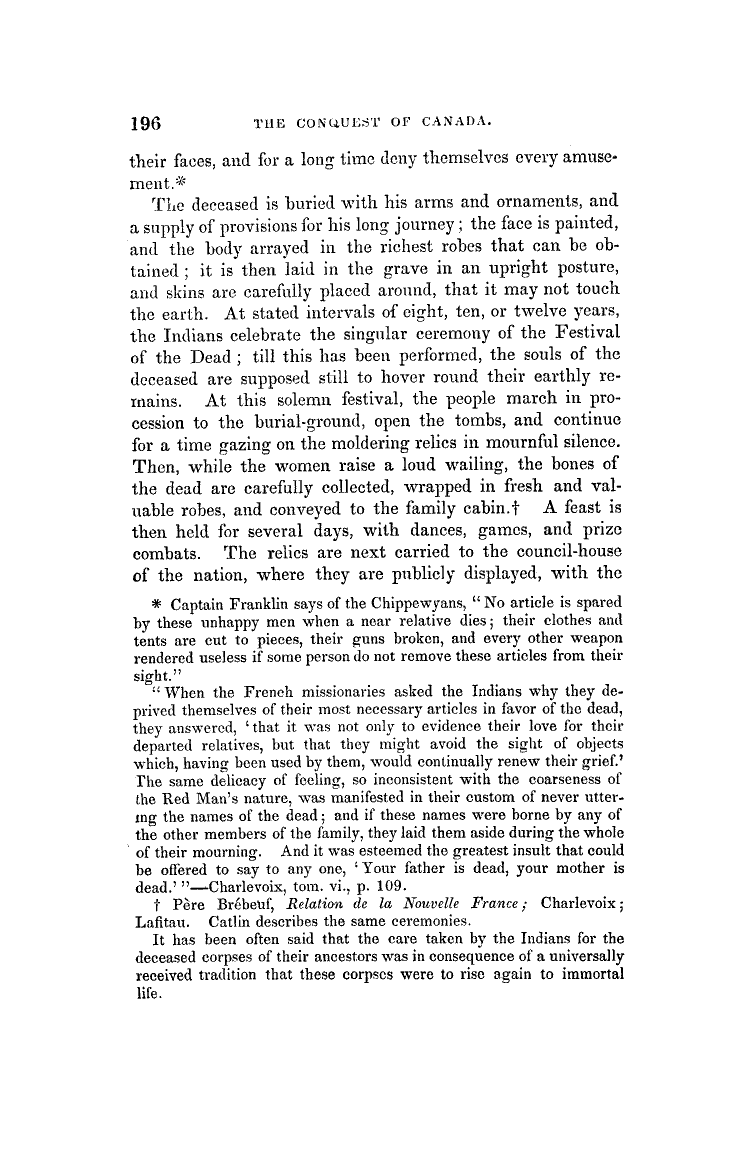 196 THE CONQUEST OF CANADA.
their faces, and for a long time deny themselves every amuse-
ment.*
The deceased is buried with his arms and ornaments, and
a supply of provisions for his long journey; the face is painted,
and the body arrayed in the richest robes that can be ob-
tained; it is then laid in the grave in an upright posture,
and skins are carefully placed around, that it may not touch
the earth. At stated intervals of eight, ten, or twelve years,
the Indians celebrate the singular ceremony of the Festival
of the Dead; till this has been performed, the souls of the
deceased are supposed still to hover round their earthly re-
mains. At this solemn festival, the people march in pro-
cession to the burial-ground, open the tombs, and continue
for a time gazing on the moldering relics in mournful silence.
Then, while the women raise a loud wailing, the bones of
the dead are carefully collected, wrapped in fresh and val-
uable robes, and conveyed to the family cabin.† A feast is
then held for several days, with dances, games, and prize
combats. The relics are next carried to the council-house
of the nation, where they are publicly displayed, with the
* Captain Franklin says of the Chippewyans, "No article is spared
by these unhappy men when a near relative dies; their clothes and
tents are cut to pieces, their guns broken, and every other weapon
rendered useless if some person do not remove these articles from their
sight."
"When the French missionaries asked the Indians why they de-
prived themselves of their most necessary articles in favor of the dead,
they answered, 'that it was not only to evidence their love for their
departed relatives, but that they might avoid the sight of objects
which, having been used by them, would continually renew their grief.'
The same delicacy of feeling, so inconsistent with the coarseness of
the Red Man's nature, was manifested in their custom of never utter-
ing the names of the dead; and if these names were borne by any of
the other members of the family, they laid them aside during the whole
of their mourning. And it was esteemed the greatest insult that could
be offered to say to any one, 'Your father is dead, your mother is
dead.' "—Charlevoix, tom. vi., p. 109.
† Père Brébeuf, Relation de la Nouvelle France; Charlevoix;
Lafitau. Catlin describes the same ceremonies.
It has been often said that the care taken by the Indians for the
deceased corpses of their ancestors was in consequence of a universally
received tradition that these corpses were to rise again to immortal
life.